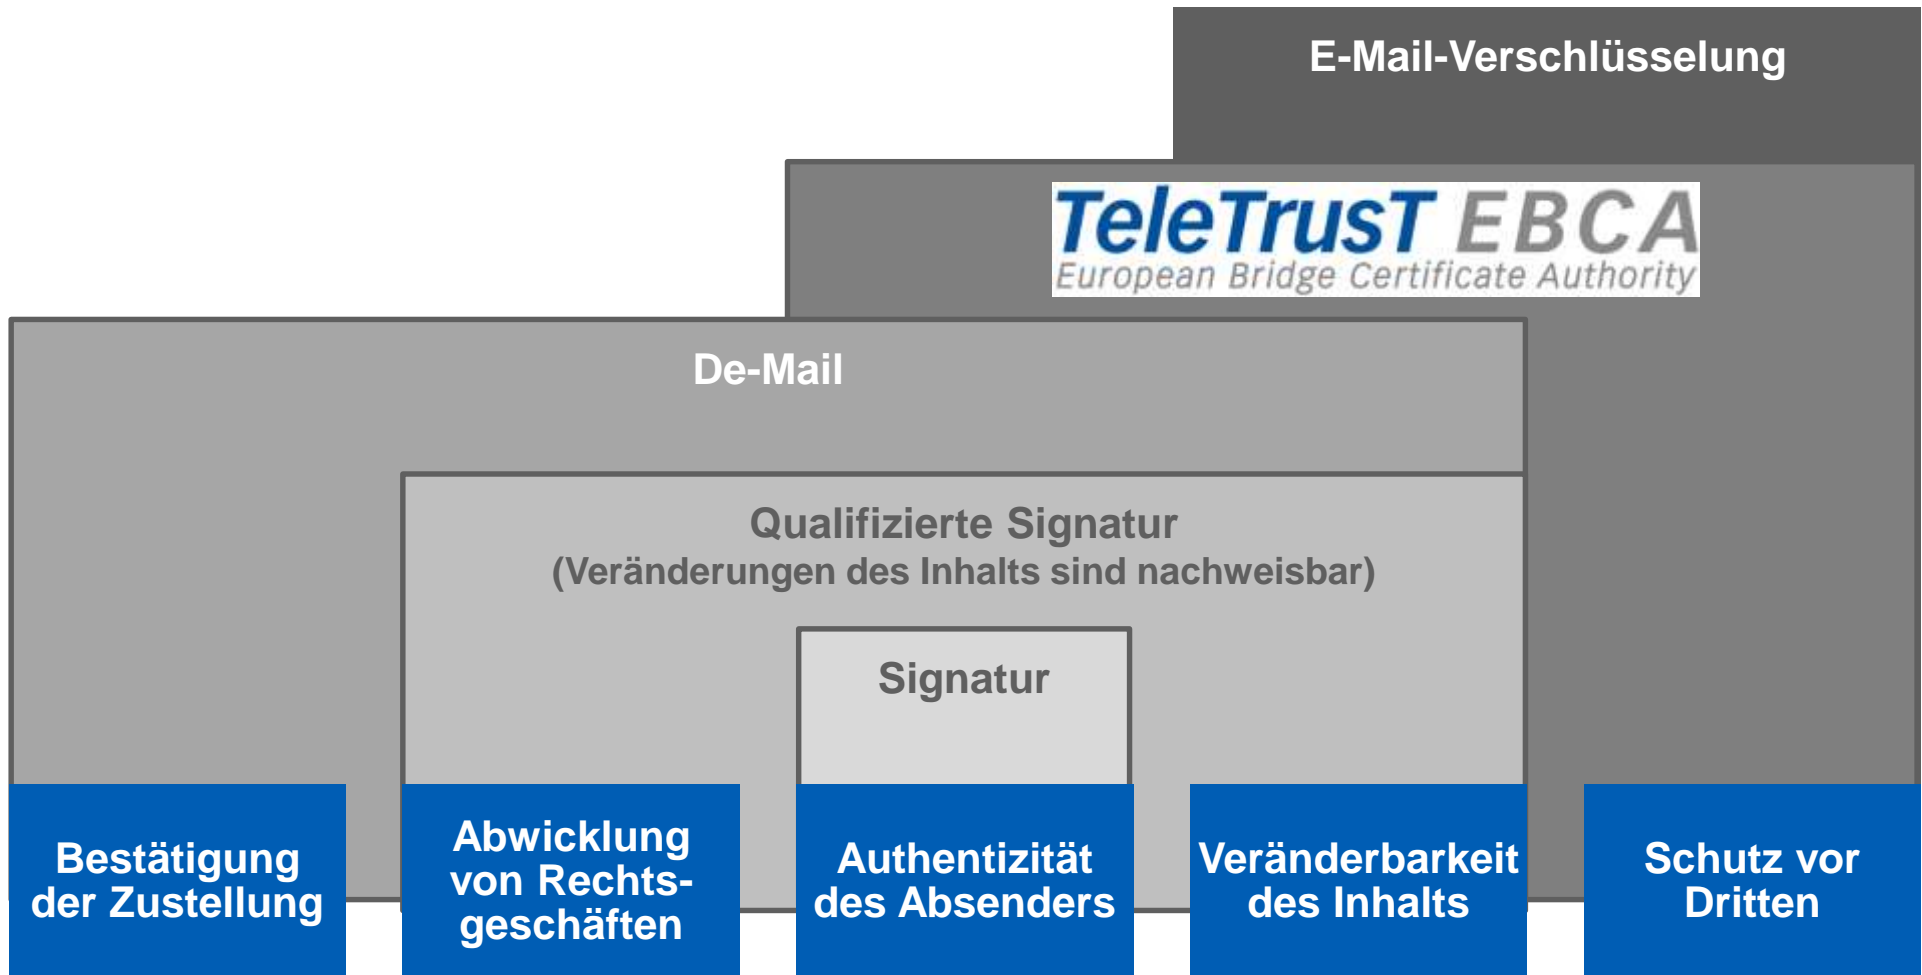 E-Mail-Verschlüsselung
TeleTrusT EBCA
European Bridge Certificate Authority
De-Mail
Qualifizierte Signatur
(Veränderungen des Inhalts sind nachweisbar)
Signatur
Bestätigung
der Zustellung
Abwicklung
von Rechts-
geschäften
Authentizität
des Absenders
Veränderbarkeit
des Inhalts
Schutz vor
Dritten